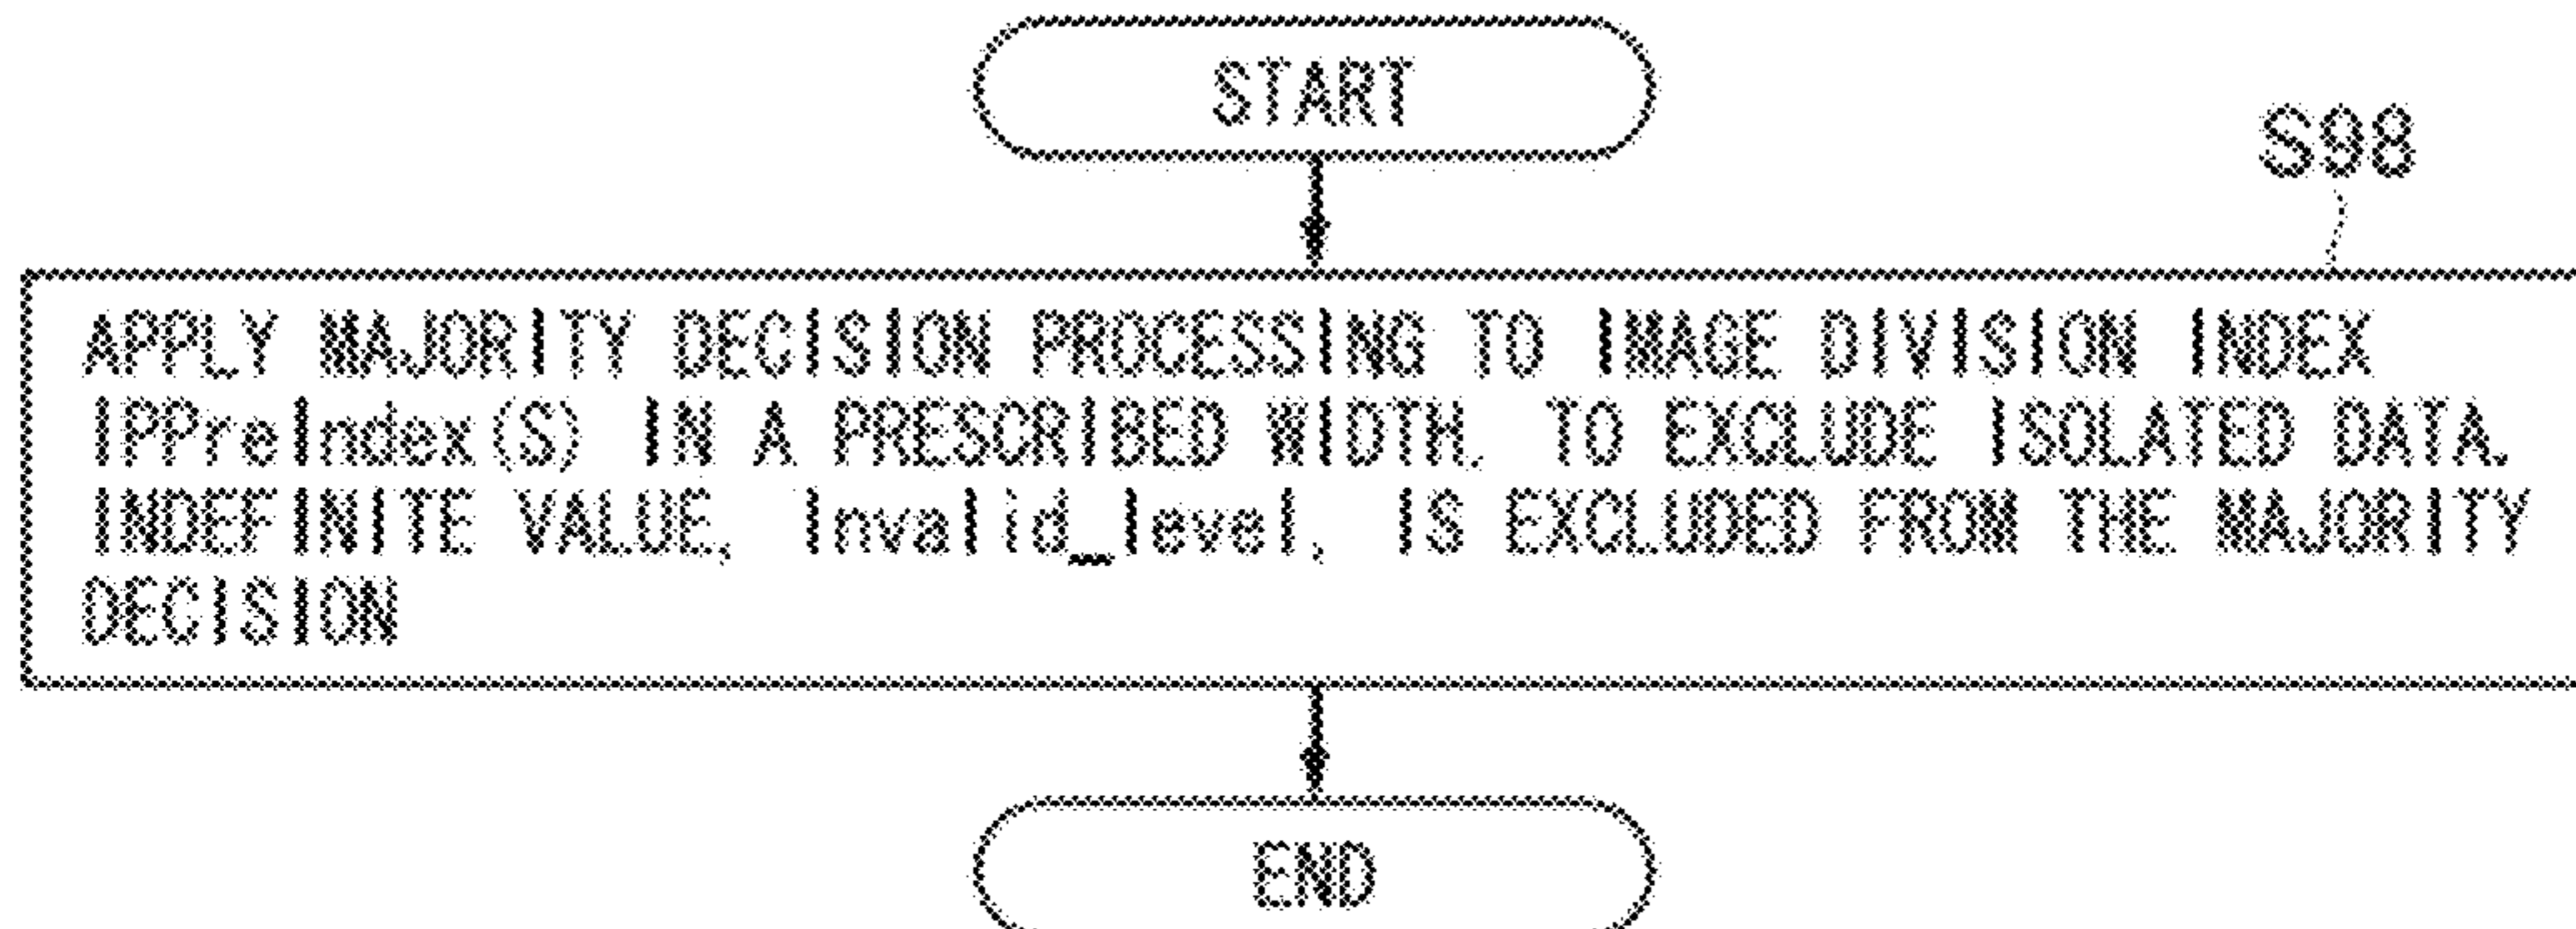 START
S98
APPLY MAJORITY DECISION PROCESSING TO IMAGE DIVISION INDEX
IPPreIndex(S) IN A PRESCRIBED WIDTH, TO EXCLUDE ISOLATED DATA.
INDEFINITE VALUE, Invalid_level, IS EXCLUDED FROM THE MAJORITY
DECISION
END